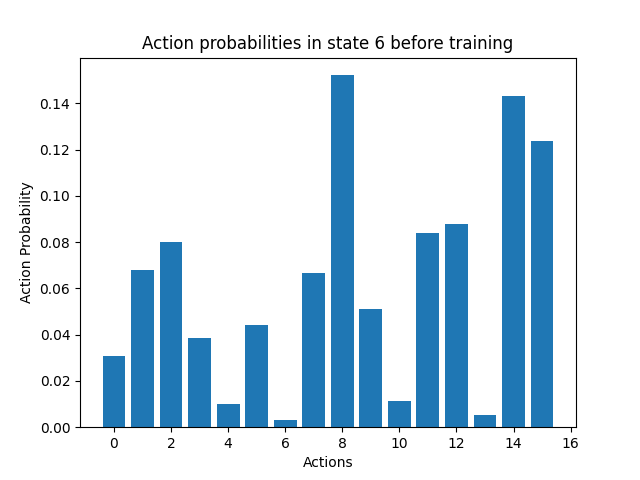 Action probabilities in state 6 before training
Action Probability
0.14
0.12
0.10
0.08
0.06
0.04
0.02
0.00
0 2 4 6 8 10 12 14 16
Actions